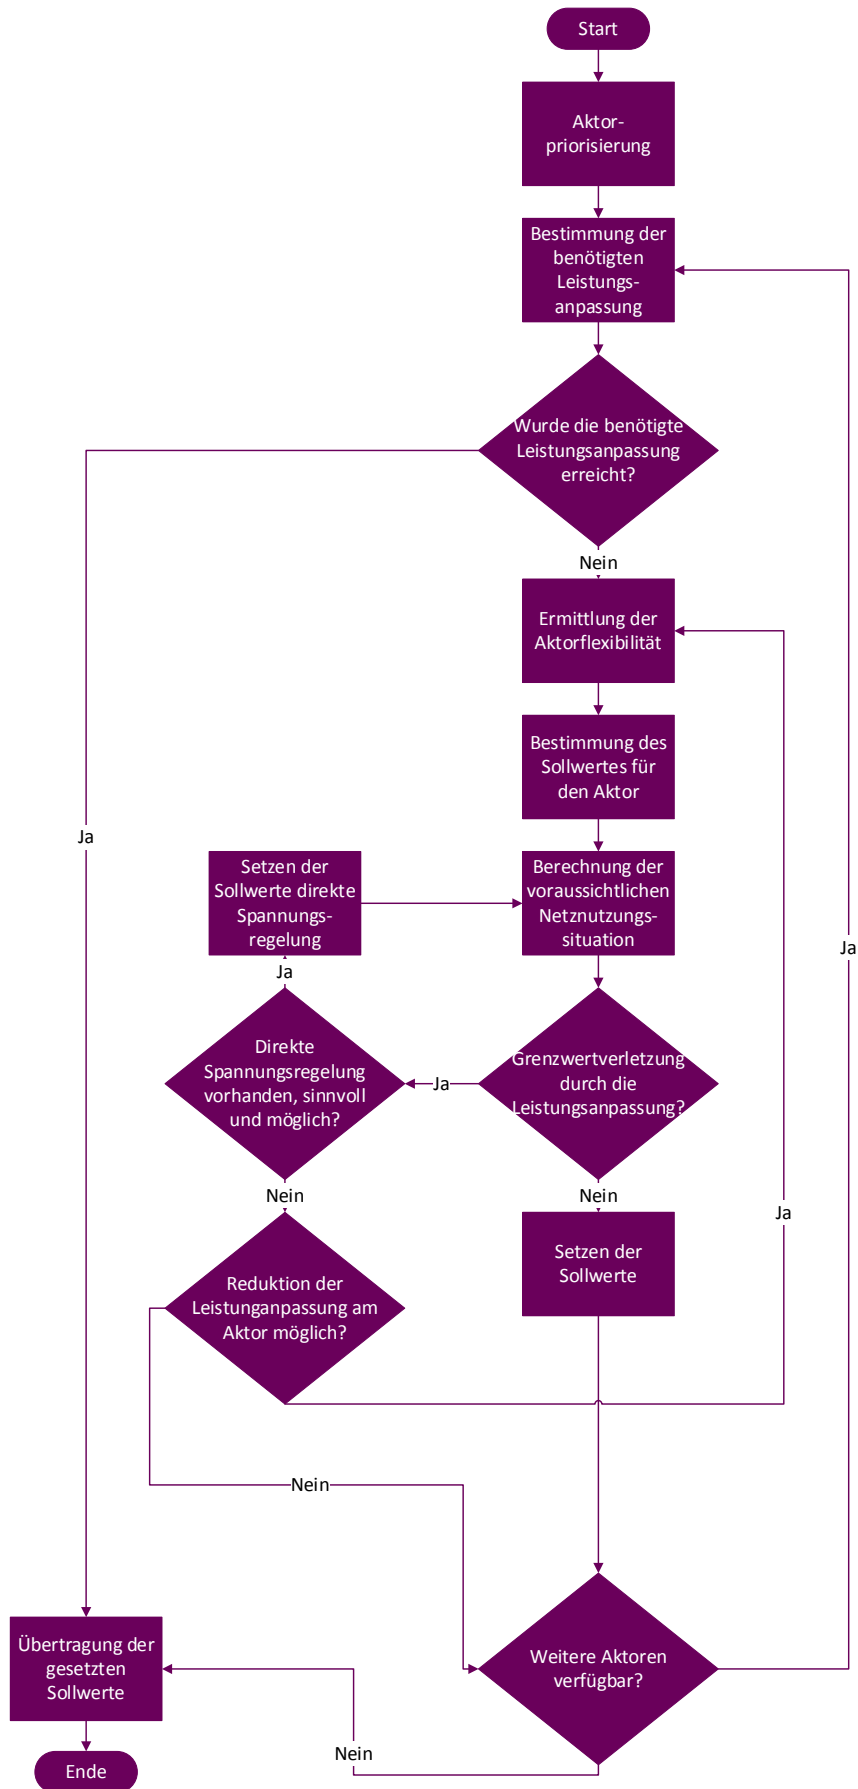 Start
Aktor-
priorisierung
Bestimmung der
benötigten
Leistungs-
anpassung
Wurde die benötigte
Leistungsanpassung
erreicht?
Nein
Ermittlung der
Aktorflexibilität
Bestimmung des
Sollwertes für
den Aktor
Ja
Setzen der
Sollwerte direkte
Spannungs-
regelung
Berechnung der
voraussichtlichen
Netznutzungs-
situation
Ja
Ja
Direkte
Spannungsregelung
vorhanden, sinnvoll
und möglich?
Ja
Grenzwertverletzung
durch die
Leistungsanpassung?
Nein
Nein
Ja
Reduktion der
Leistunganpassung am
Aktor möglich?
Setzen der
Sollwerte
Nein
Übertragung der
gesetzten
Sollwerte
Weitere Aktoren
verfügbar?
Nein
Ende